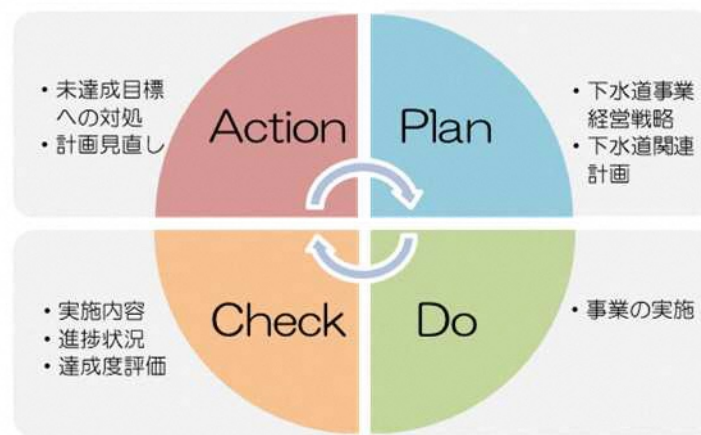 ・未達成目標
への対処
・計画見直し
Action
Plan
・下水道事業
経営戦略
・下水道関連
計画
・実施内容
・進捗状況
・達成度評価
Check
Do
・事業の実施